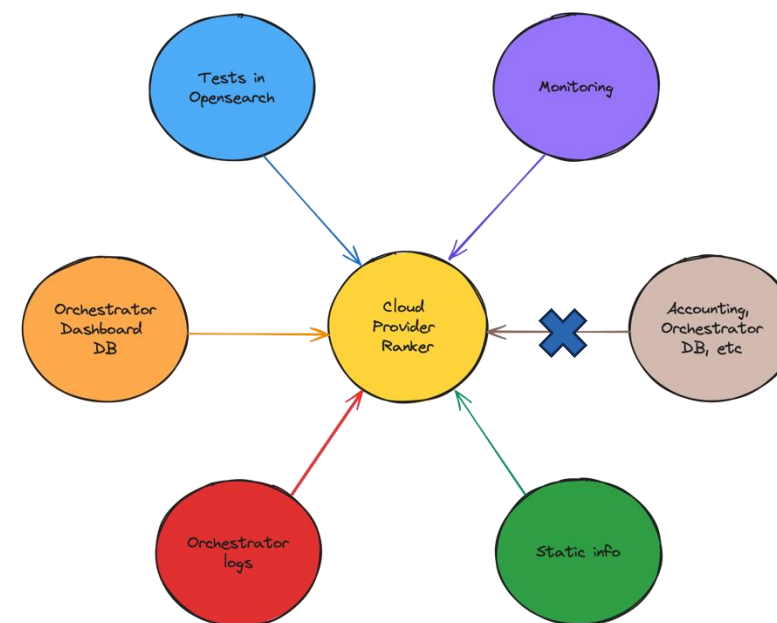 Tests in
Opensearch
Monitoring
Orchestrator
Dashboard
DB
Cloud
Provider
Ranker
Accounting,
Orchestrator
DB, etc
Orchestrator
logs
Static info